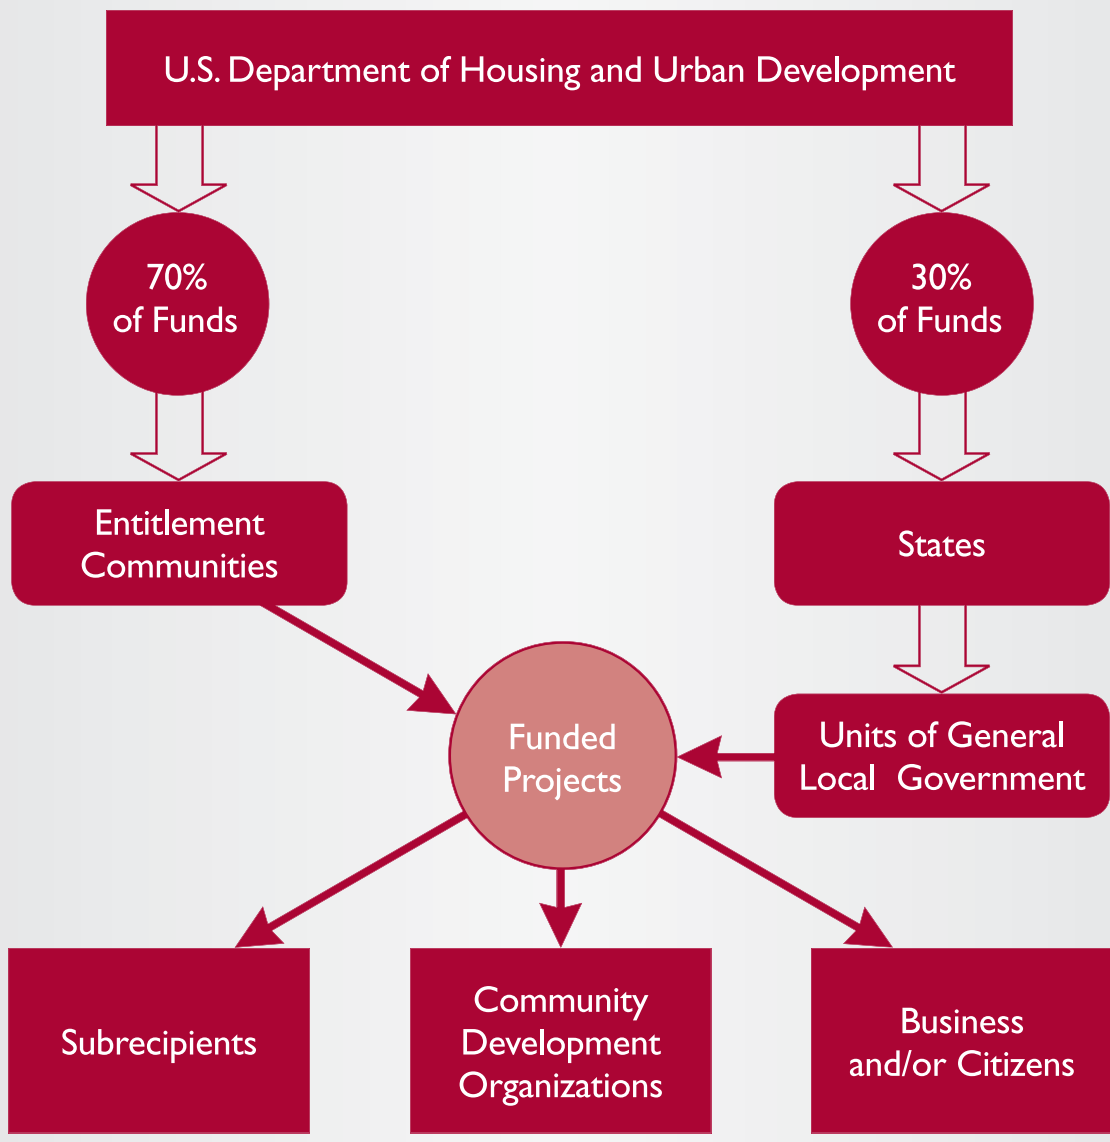 U.S. Department of Housing and Urban Development
70%
of Funds
30%
of Funds
Entitlement
Communities
States
Funded
Projects
Units of General
Local Government
Subrecipients
Community
Development
Organizations
Business
and/or Citizens